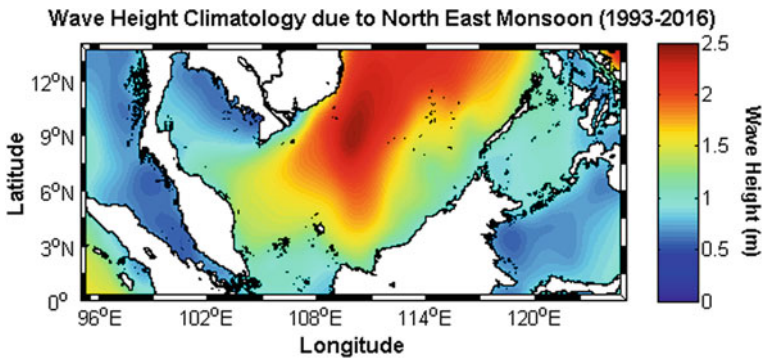 Wave Height Climatology due to North East Monsoon (1993-2016)
12°N
9°N
6°N
3°N
0°
Latitude
96°E 102°E 108°E 114°E 120°E
Longitude
2.5
2
1.5
1
0.5
0
Wave Height (m)